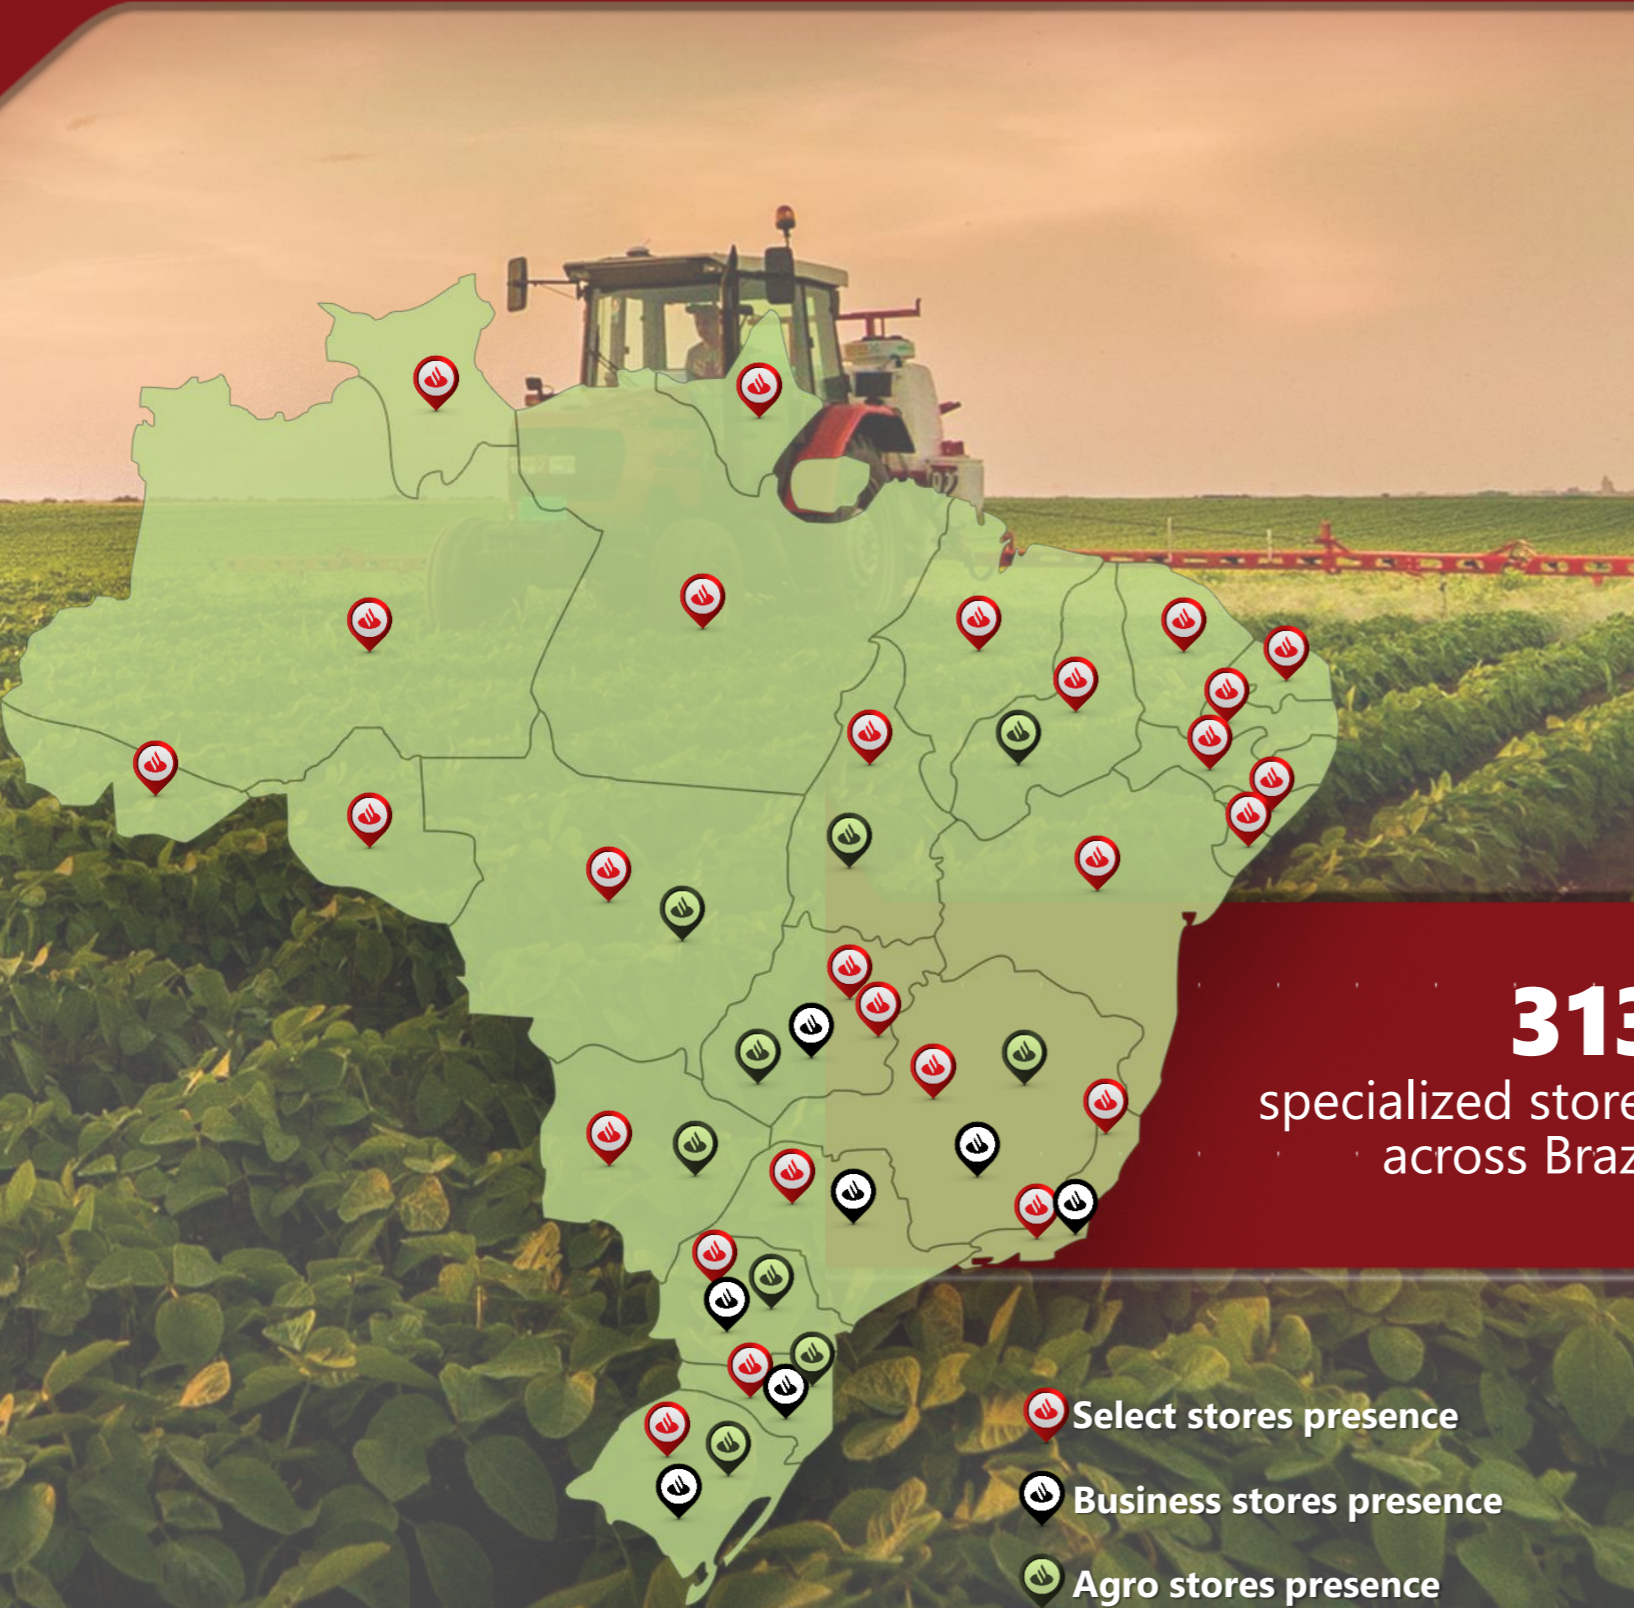 313
specialized store
across Braz
Select stores presence
Business stores presence
Agro stores presence